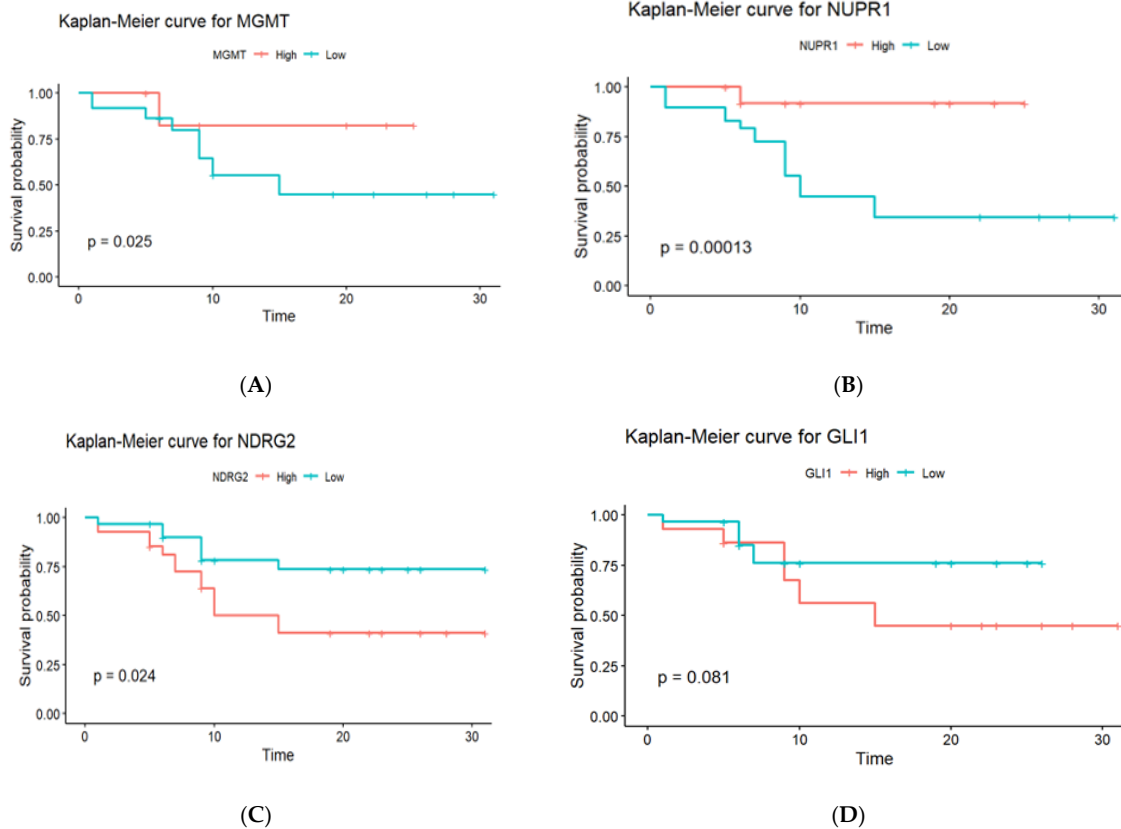 Kaplan-Meier curve for MGMT
MGMT High Low
Survival probability
1.00
0.75
0.50
0.25
0.00
p = 0.025
0 10 20 30
Time
(A)
Kaplan-Meier curve for NUPR1
NUPR1 High Low
Survival probability
1.00
0.75
0.50
0.25
0.00
p = 0.00013
0 10 20 30
Time
(B)
Kaplan-Meier curve for NDRG2
NDRG2 High Low
Survival probability
1.00
0.75
0.50
0.25
0.00
p = 0.024
0 10 20 30
Time
(C)
Kaplan-Meier curve for GLI1
GLI1 High Low
Survival probability
1.00
0.75
0.50
0.25
0.00
p = 0.081
0 10 20 30
Time
(D)